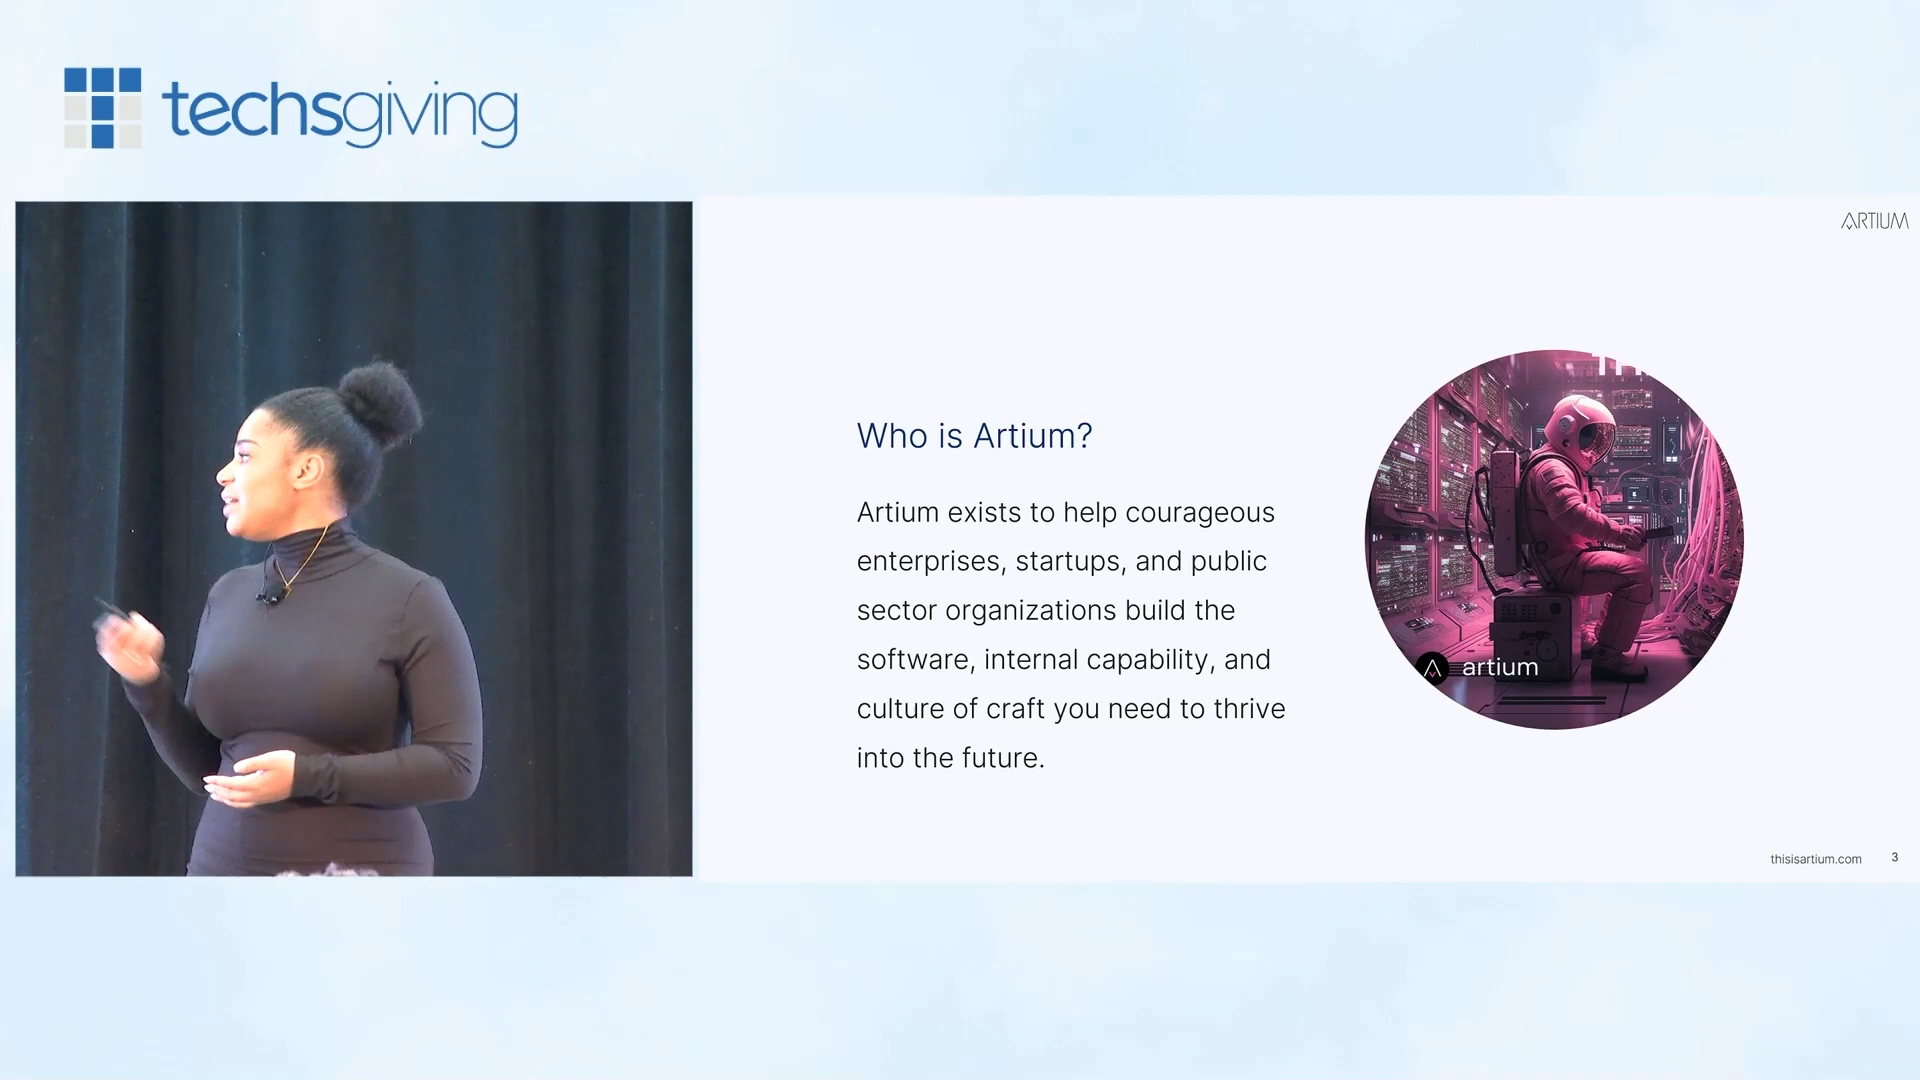 techsgiving
ARTIUM
Who is Artium?
Artium exists to help courageous
enterprises, startups, and public
sector organizations build the
software, internal capability, and
culture of craft you need to thrive
into the future.
artium
thisisartium.com 3